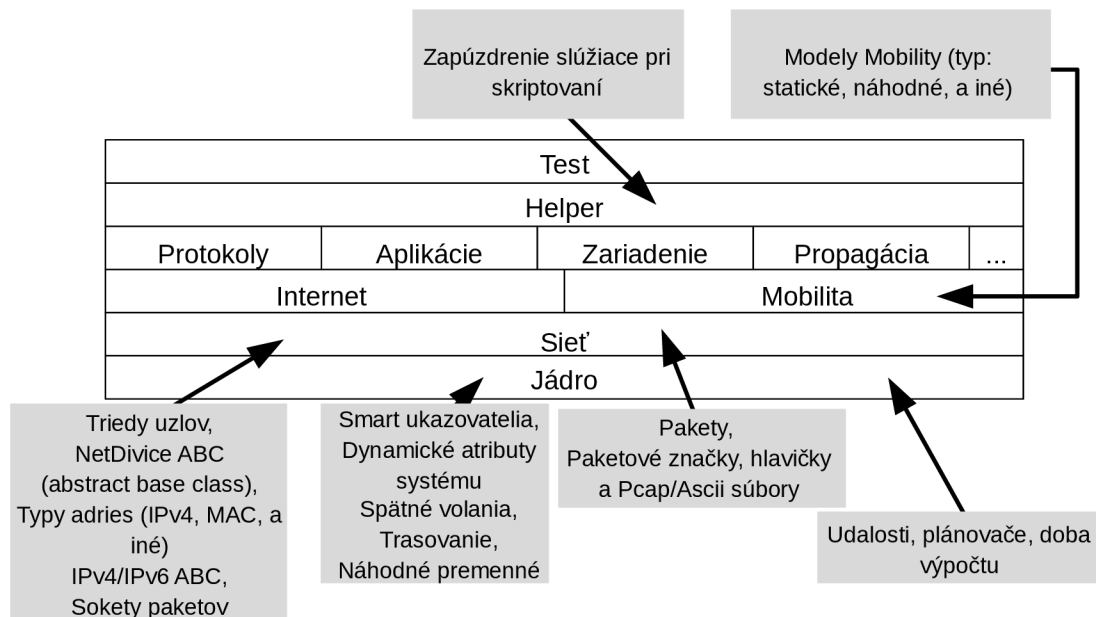 Zapúzdrenie slúžiace pri
skriptovaní
Modely Mobility (typ:
statické, náhodné, a iné)
Test
Helper
Protokoly
Aplikácie
Zariadenie
Propagácia
...
Internet
Mobilita
Sieť
Jádro
Triedy uzlov,
NetDivice ABC
(abstract base class),
Typy adries (IPv4, MAC, a
iné)
IPv4/IPv6 ABC,
Sokety paketov
Smart ukazovatelia,
Dynamické atributy
systému
Spätné volania,
Trasovanie,
Náhodné premenné
Pakety,
Paketové značky, hlavičky
a Pcap/Ascii súbory
Udalosti, plánovače, doba
výpočtu